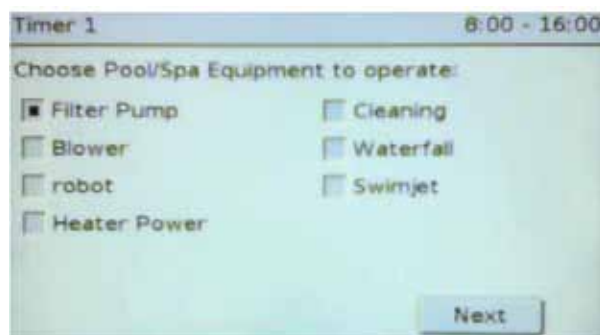 Timer 1 8:00 - 16:00
Choose Pool/Spa Equipment to operate:
Filter Pump Cleaning
Blower Waterfall
robot Swimjet
Heater Power
Next